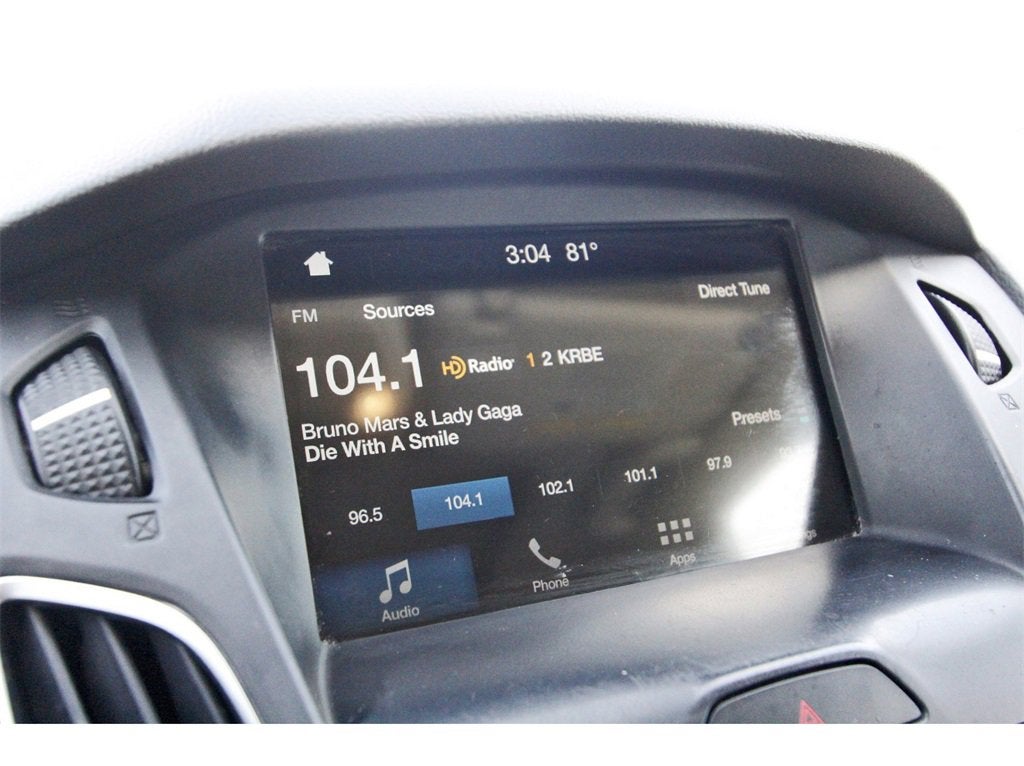 3:04 81°
FM Sources Direct Tune
104.1 HD Radio 1 2 KRBE
Bruno Mars & Lady Gaga
Die With A Smile
Presets
96.5 104.1 102.1 101.1 97.9
Audio Phone Apps